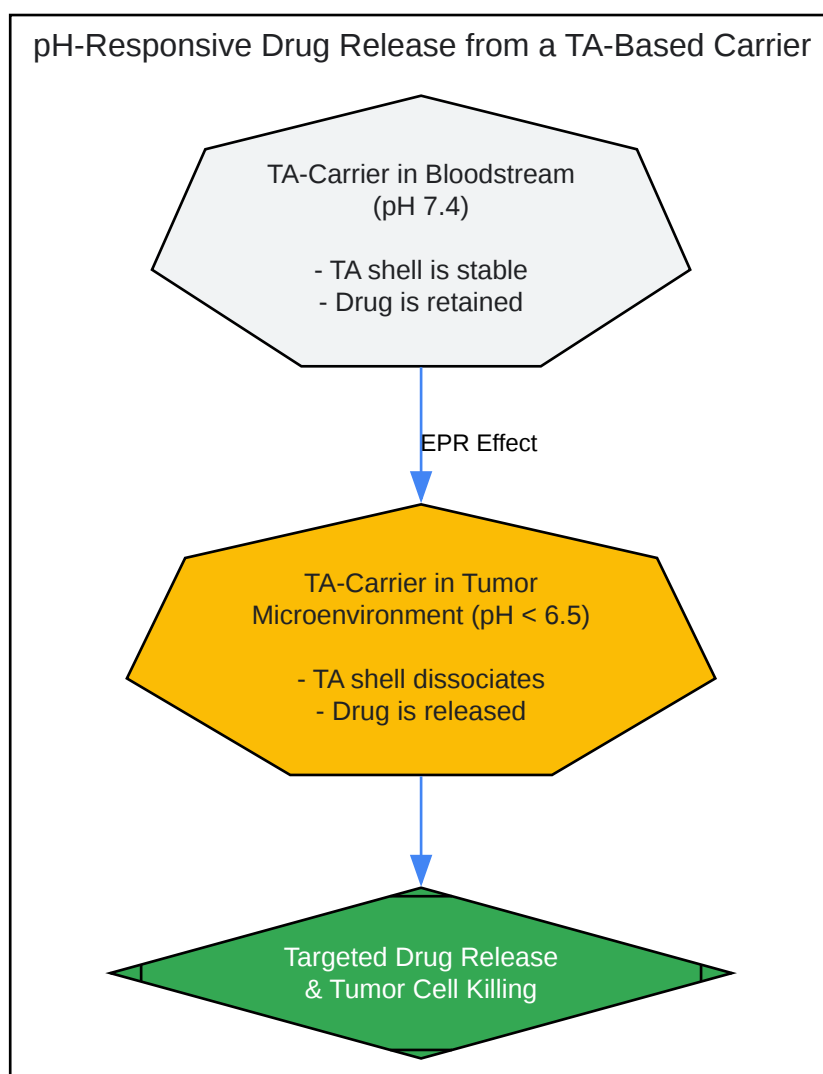 pH-Responsive Drug Release from a TA-Based Carrier
TA-Carrier in Bloodstream
(pH 7.4)
- TA shell is stable
- Drug is retained
EPR Effect
TA-Carrier in Tumor
Microenvironment (pH < 6.5)
- TA shell dissociates
- Drug is released
Targeted Drug Release
& Tumor Cell Killing